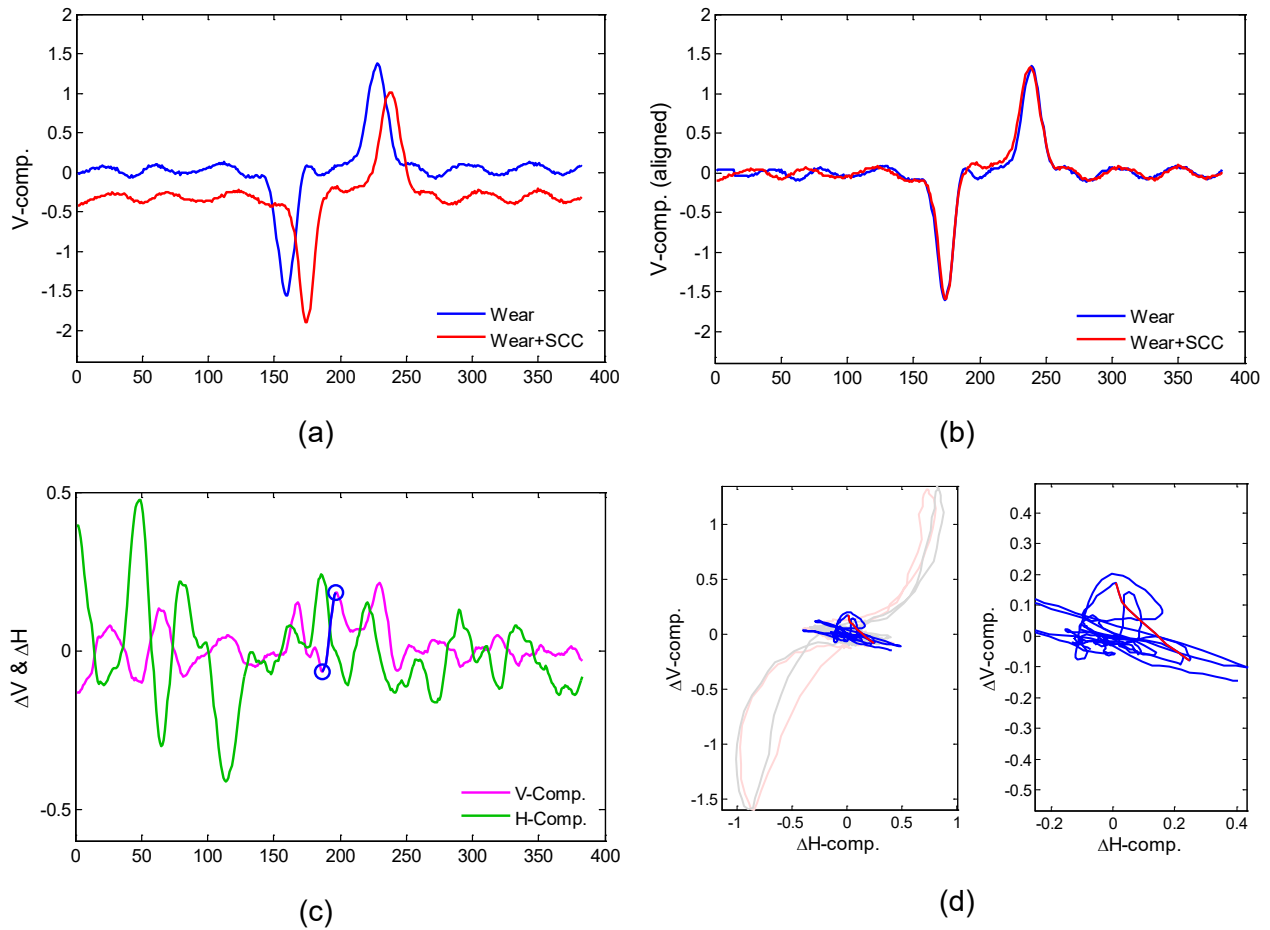 2
1.5
1
0.5
0
-0.5
-1
-1.5
-2
V-comp.
Wear
Wear+SCC
0 50 100 150 200 250 300 350 400
(a)
2
1.5
1
0.5
0
-0.5
-1
-1.5
-2
V-comp. (aligned)
Wear
Wear+SCC
0 50 100 150 200 250 300 350 400
(b)
0.5
0
-0.5
ΔV & ΔH
V-Comp.
H-Comp.
0 50 100 150 200 250 300 350 400
(c)
1
0.5
0
-0.5
-1
-1.5
ΔV-comp.
-1 -0.5 0 0.5 1
ΔH-comp.
0.4
0.3
0.2
0.1
0
-0.1
-0.2
-0.3
-0.4
-0.5
ΔV-comp.
-0.2 0 0.2 0.4
ΔH-comp.
(d)